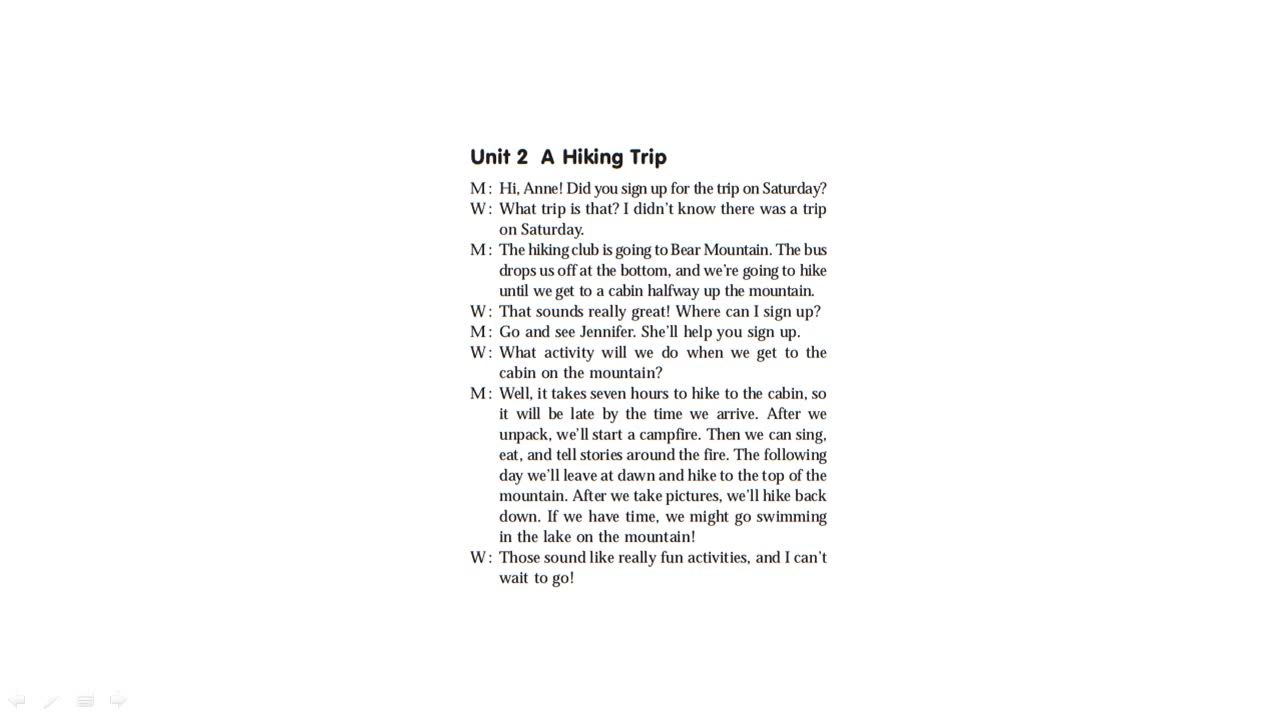 Unit 2 A Hiking Trip
M: Hi, Anne! Did you sign up for the trip on Saturday?
W: What trip is that? I didn't know there was a trip
on Saturday.
M: The hiking club is going to Bear Mountain. The bus
drops us off at the bottom, and we're going to hike
until we get to a cabin halfway up the mountain.
W: That sounds really great! Where can I sign up?
M: Go and see Jennifer. She'll help you sign up.
W: What activity will we do when we get to the
cabin on the mountain?
M: Well, it takes seven hours to hike to the cabin, so
it will be late by the time we arrive. After we
unpack, we'll start a campfire. Then we can sing,
eat, and tell stories around the fire. The following
day we'll leave at dawn and hike to the top of the
mountain. After we take pictures, we'll hike back
down. If we have time, we might go swimming
in the lake on the mountain!
W: Those sound like really fun activities, and I can't
wait to go!